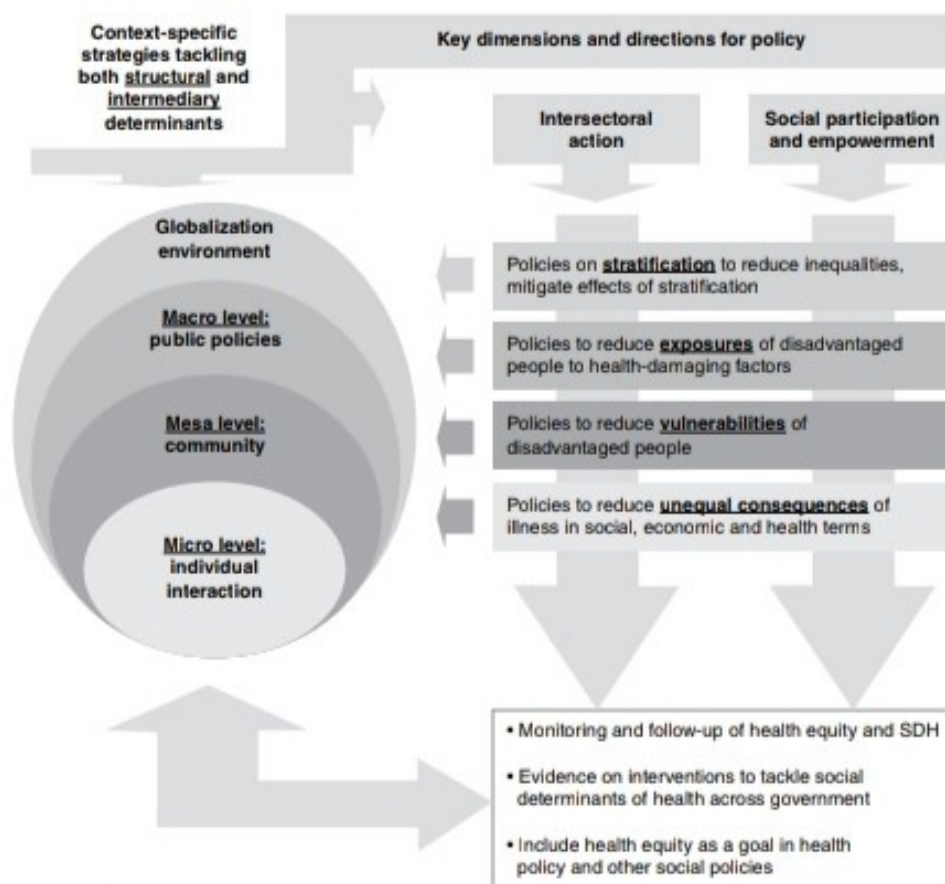 Context-specific
strategies tackling
both structural and
intermediary
determinants
Key dimensions and directions for policy
Intersectoral
action
Social participation
and empowerment
Globalization
environment
Macro level:
public policies
Mesa level:
community
Micro level:
individual
interaction
Policies on stratification to reduce inequalities,
mitigate effects of stratification
Policies to reduce exposures of disadvantaged
people to health-damaging factors
Policies to reduce vulnerabilities of
disadvantaged people
Policies to reduce unequal consequences of
illness in social, economic and health terms
• Monitoring and follow-up of health equity and SDH
• Evidence on interventions to tackle social
determinants of health across government
• Include health equity as a goal in health
policy and other social policies